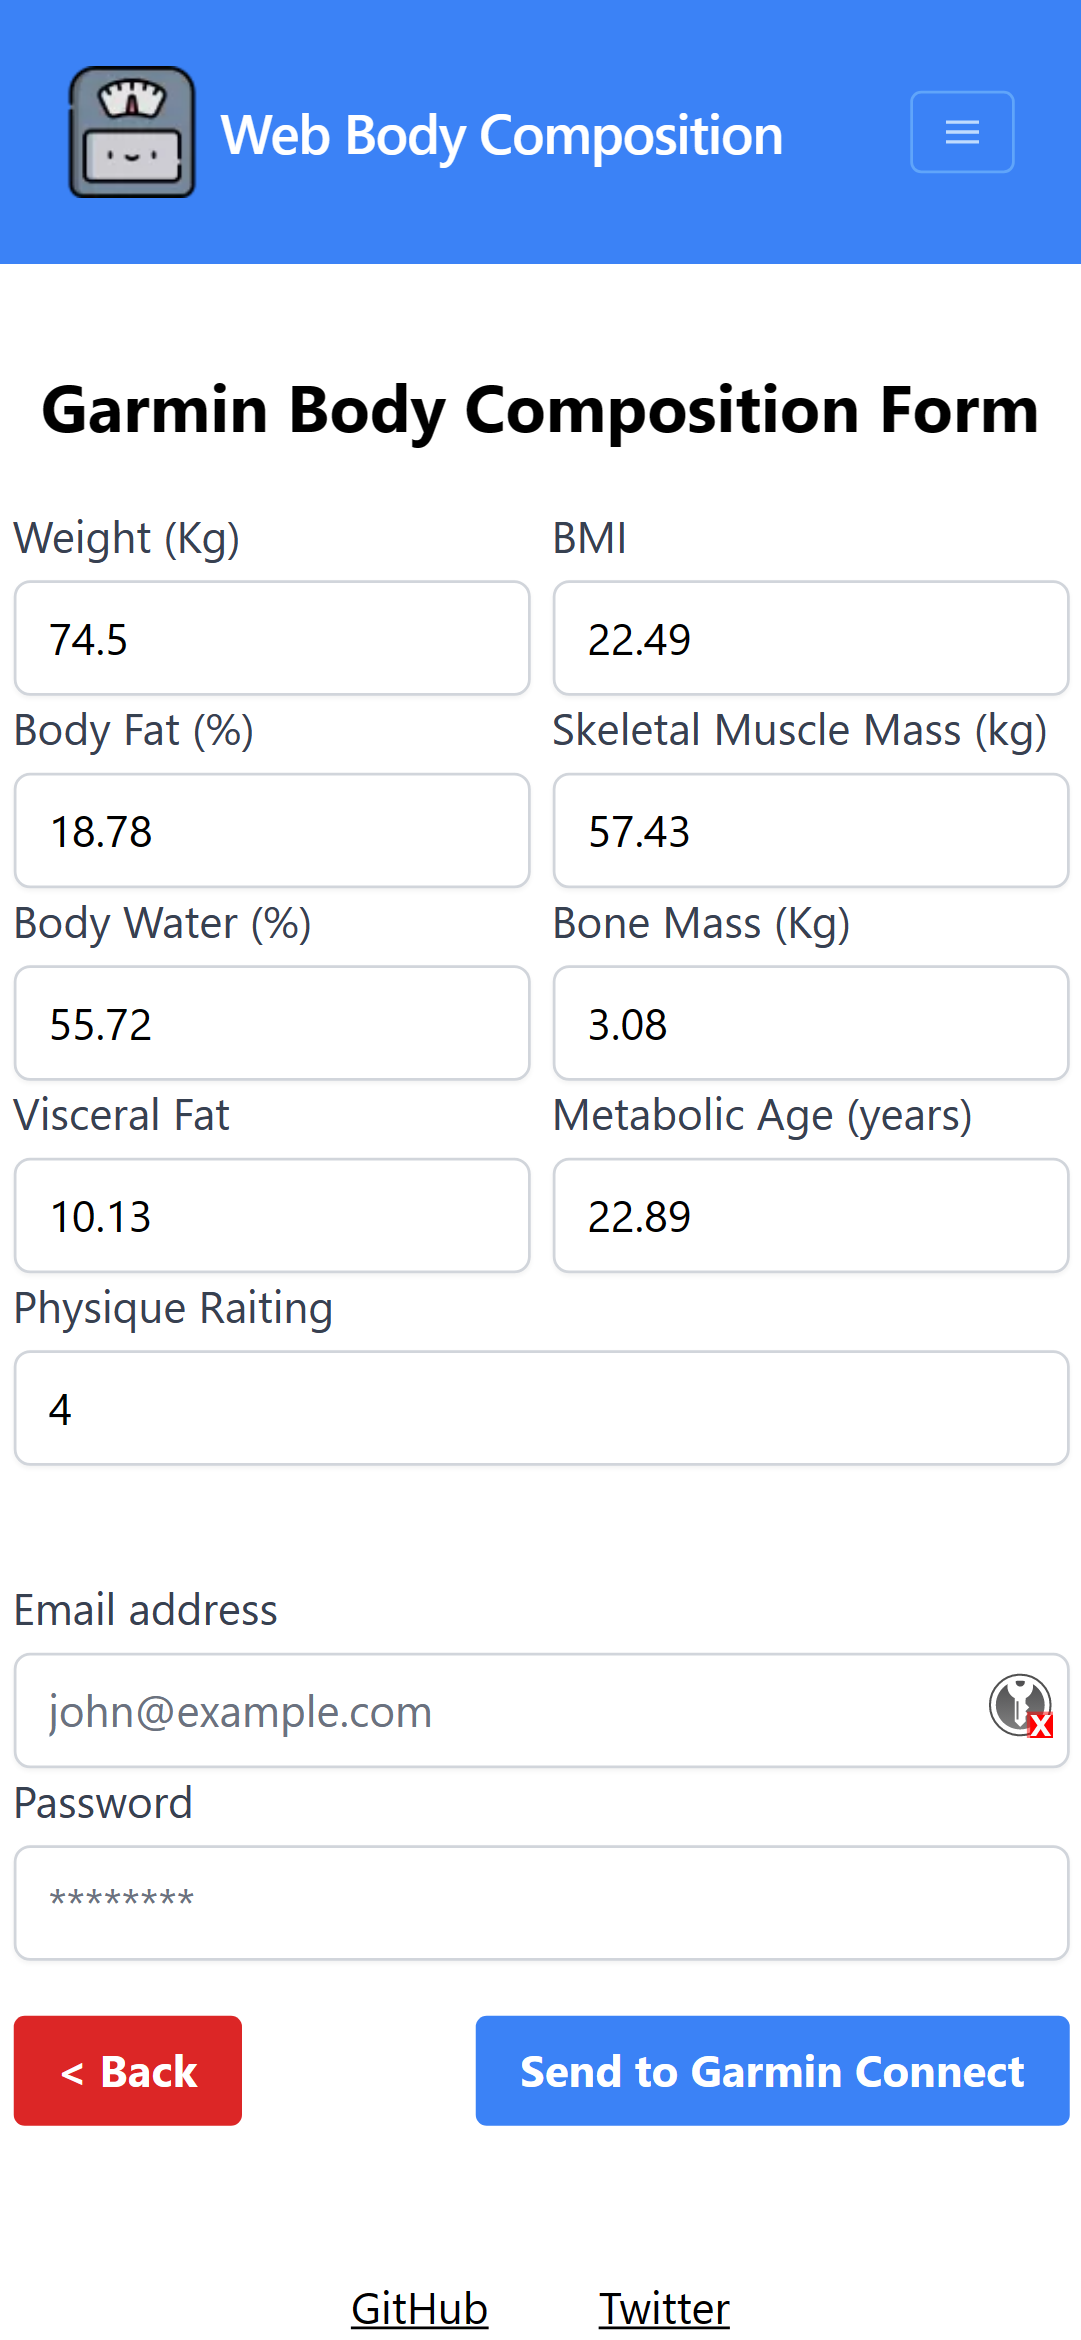 Web Body Composition
Garmin Body Composition Form
Weight (Kg)
BMI
74.5
22.49
Body Fat (%)
Skeletal Muscle Mass (kg)
18.78
57.43
Body Water (%)
Bone Mass (Kg)
55.72
3.08
Visceral Fat
Metabolic Age (years)
10.13
22.89
Physique Raiting
4
Email address
john@example.com
X
Password
********
< Back
Send to Garmin Connect
GitHub
Twitter